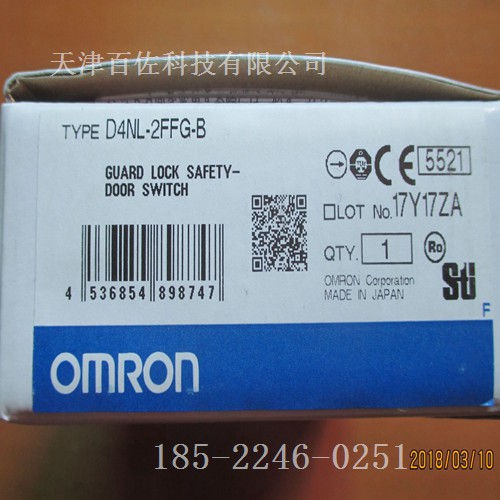 天津百佐科技有限公司
TYPE D4NL-2FFG-B
GUARD LOCK SAFETY-
DOOR SWITCH
CE
5521
LOT No. 17Y17ZA
QTY. 1
OMRON Corporation
MADE IN JAPAN
Sti
F
4 536854 898747
OMRON
185-2246-0251
2018/03/10